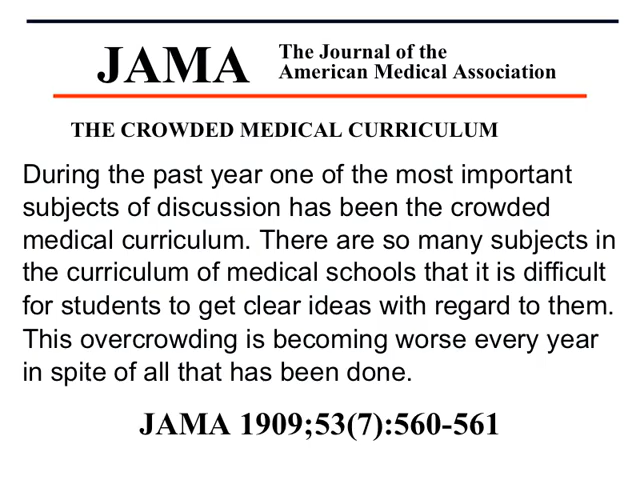 JAMA
The Journal of the
American Medical Association
THE CROWDED MEDICAL CURRICULUM
During the past year one of the most important
subjects of discussion has been the crowded
medical curriculum. There are so many subjects in
the curriculum of medical schools that it is difficult
for students to get clear ideas with regard to them.
This overcrowding is becoming worse every year
in spite of all that has been done.
JAMA 1909;53(7):560-561